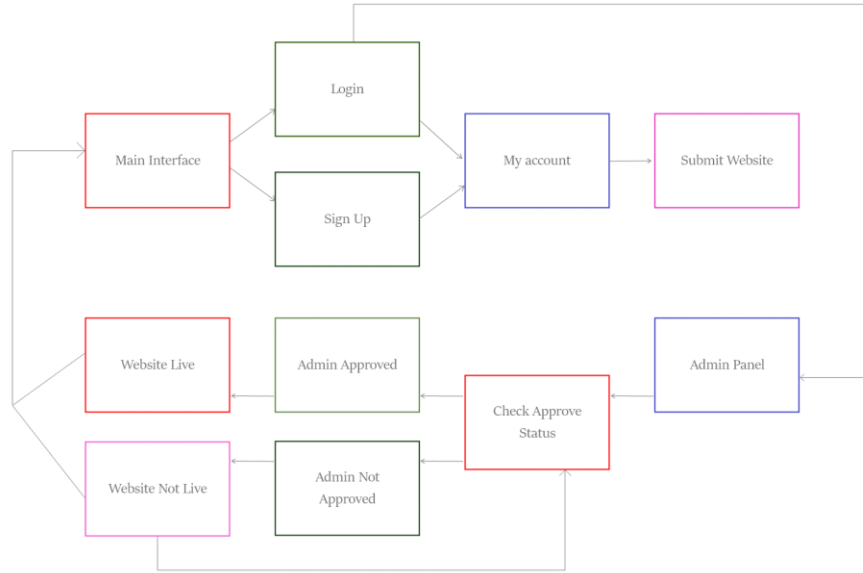 Login
Main Interface
My account
Submit Website
Sign Up
Website Live
Admin Approved
Admin Panel
Check Approve
Status
Website Not Live
Admin Not
Approved